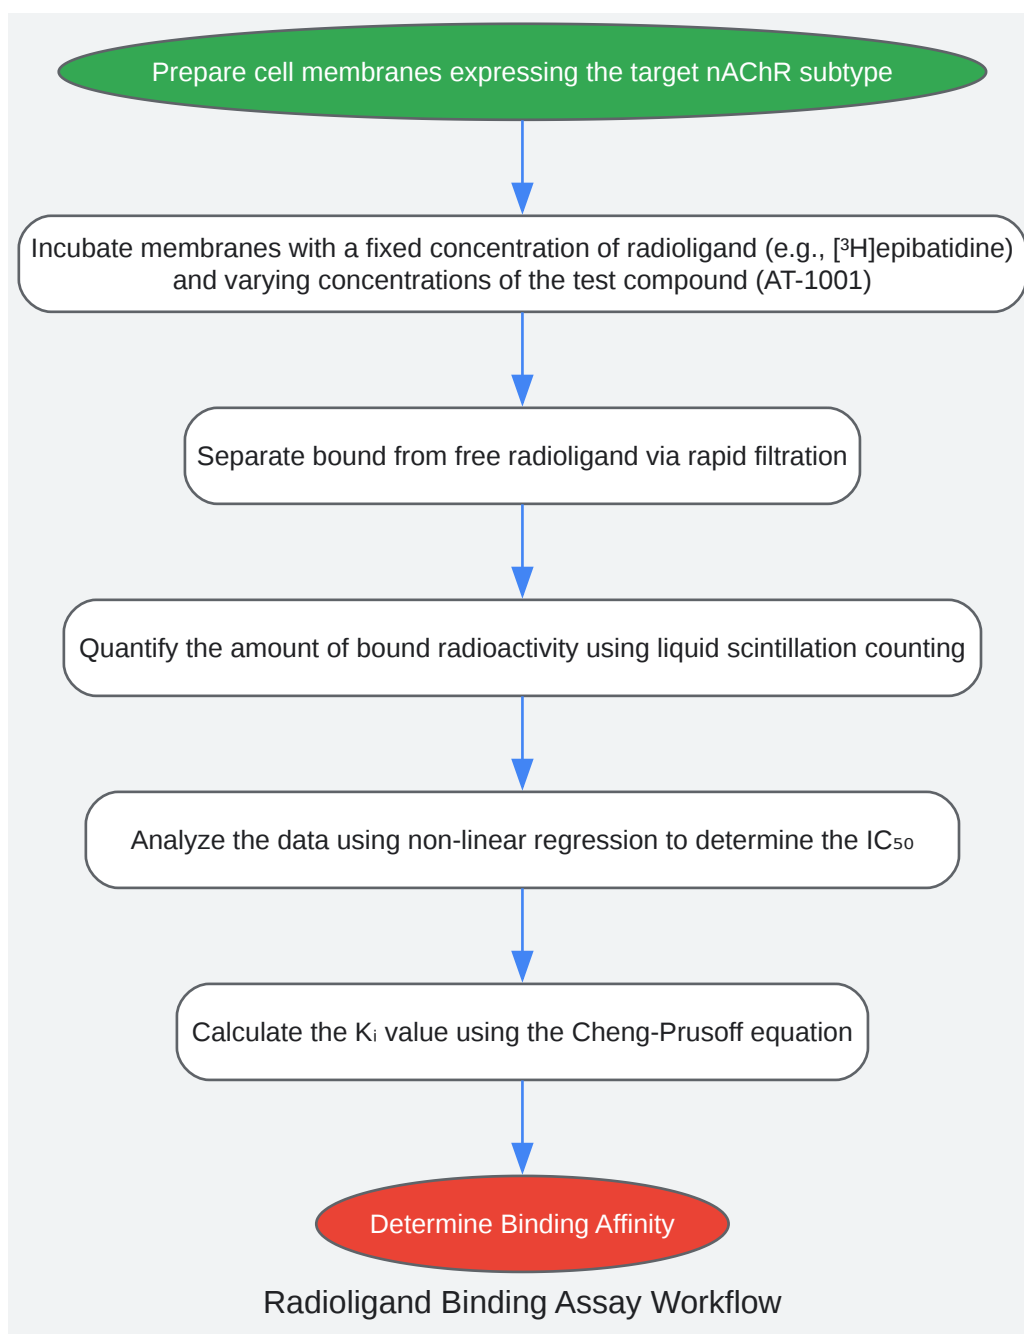 Prepare cell membranes expressing the target nAChR subtype
Incubate membranes with a fixed concentration of radioligand (e.g., [³H]epibatidine)
and varying concentrations of the test compound (AT-1001)
Separate bound from free radioligand via rapid filtration
Quantify the amount of bound radioactivity using liquid scintillation counting
Analyze the data using non-linear regression to determine the IC₅₀
Calculate the Kᵢ value using the Cheng-Prusoff equation
Determine Binding Affinity
Radioligand Binding Assay Workflow